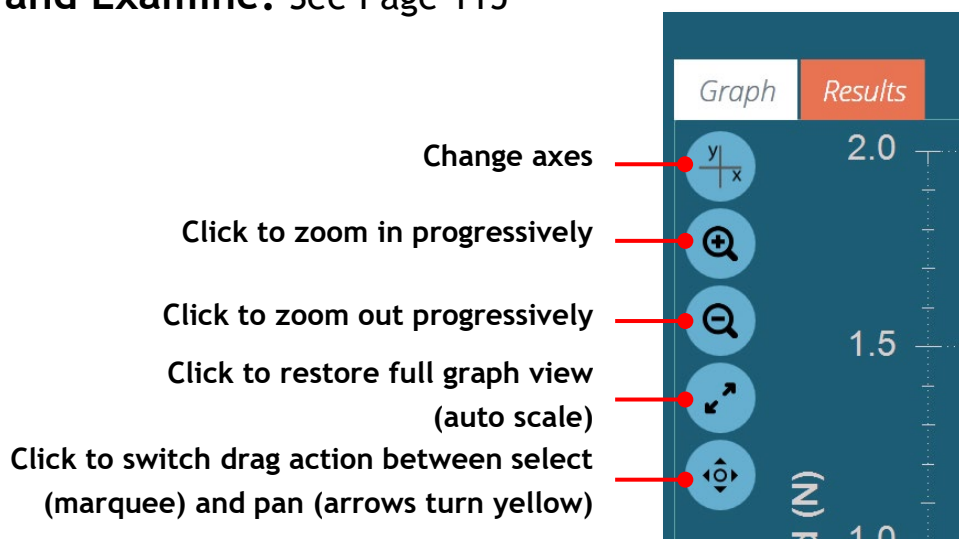 and Examine: See Page 115
Graph Results
Change axes
y
x
2.0
Click to zoom in progressively
Click to zoom out progressively
1.5
Click to restore full graph view
(auto scale)
Click to switch drag action between select
(marquee) and pan (arrows turn yellow)
(N)
1.0